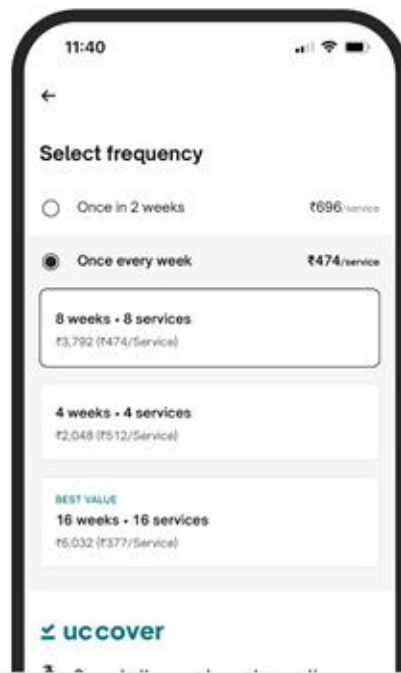 11:40
Select frequency
Once in 2 weeks ₹696/service
Once every week ₹474/service
8 weeks • 8 services
₹3,792 (₹474/Service)
4 weeks • 4 services
₹2,048 (₹512/Service)
BEST VALUE
16 weeks • 16 services
₹6,032 (₹377/Service)
uccover